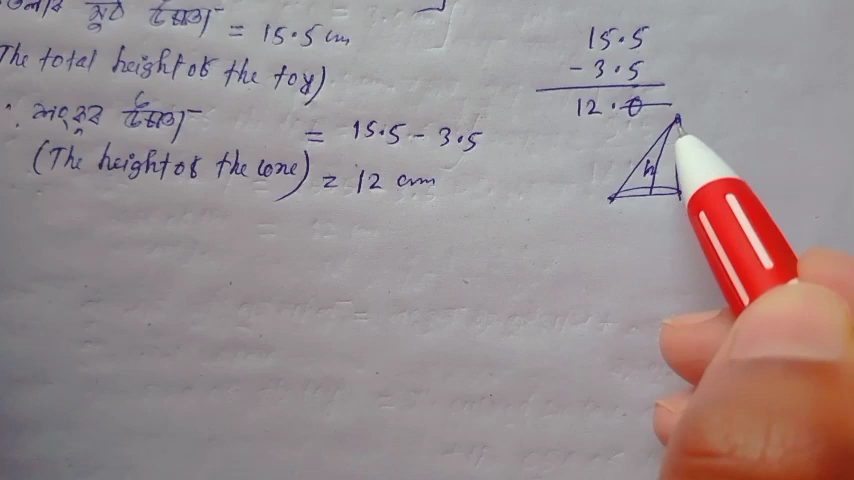 মুঠ উচ্চতা = 15.5 cm
The total height of the toy)
15.5
- 3.5
12.0
∴ শংকুৰ উচ্চতা = 15.5 - 3.5
(The height of the cone) = 12 cm
h